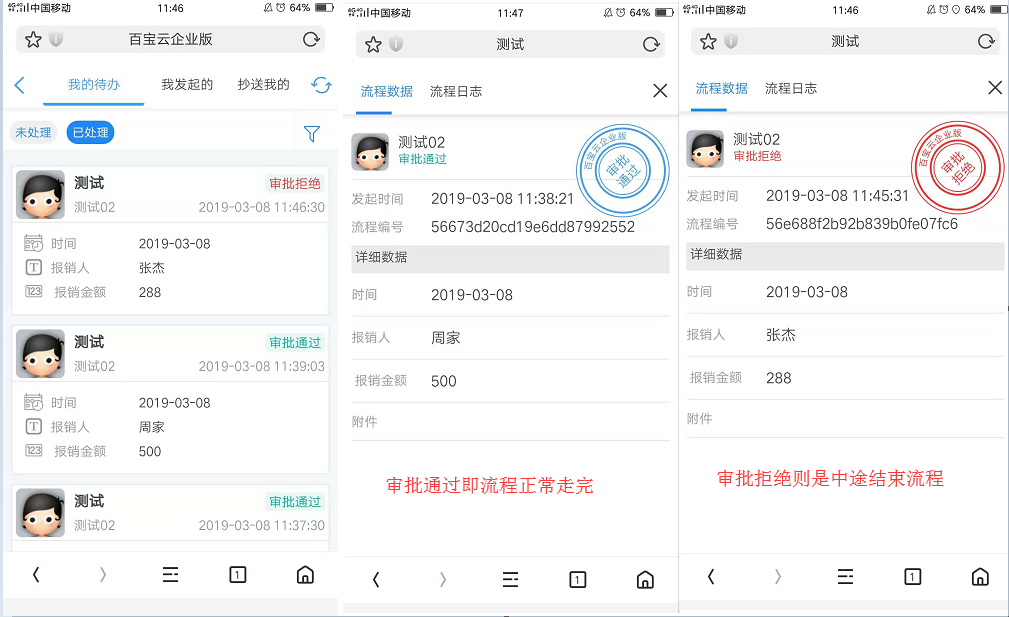 中国移动 11:46 64%
百宝云企业版
我的待办 我发起的 抄送我的
未处理 已处理
测试 审批拒绝
测试02 2019-03-08 11:46:30
时间 2019-03-08
报销人 张杰
123 报销金额 288
测试 审批通过
测试02 2019-03-08 11:39:03
时间 2019-03-08
T 报销人 周家
123 报销金额 500
测试 审批通过
测试02 2019-03-08 11:37:30
1
中国移动 11:47 64%
测试
流程数据 流程日志
测试02
审批通过
百宝云企业版
审批
通过
发起时间 2019-03-08 11:38:21
流程编号 56673d20cd19e6dd87992552
详细数据
时间 2019-03-08
报销人 周家
报销金额 500
附件
审批通过即流程正常走完
1
中国移动 11:46 64%
测试
流程数据 流程日志
测试02
审批拒绝
百宝云企业版
审批
拒绝
发起时间 2019-03-08 11:45:31
流程编号 56e688f2b92b839b0fe07fc6
详细数据
时间 2019-03-08
报销人 张杰
报销金额 288
附件
审批拒绝则是中途结束流程
1